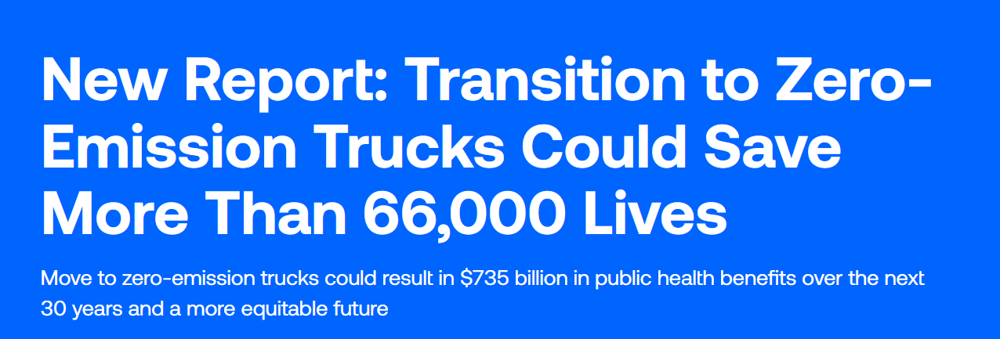 New Report: Transition to Zero-
Emission Trucks Could Save
More Than 66,000 Lives
Move to zero-emission trucks could result in $735 billion in public health benefits over the next
30 years and a more equitable future